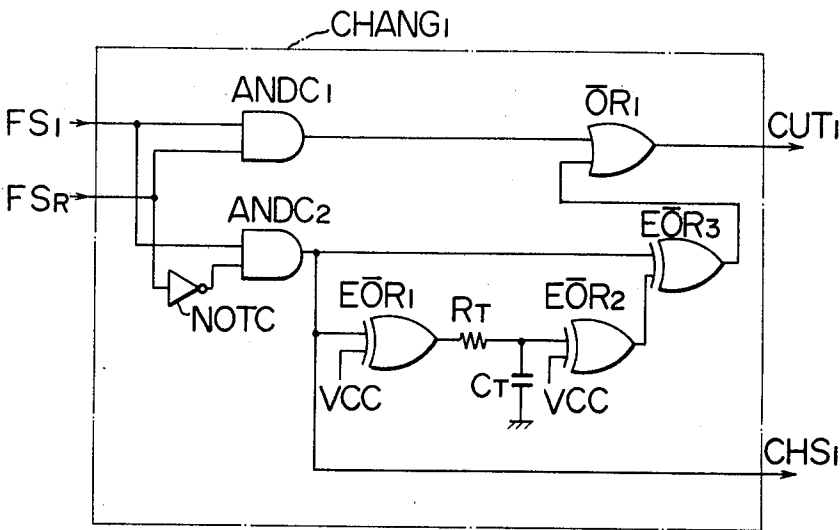 CHANG1
ANDC1
FS1
ŌR1
CUT1
FSR
ANDC2
EŌR3
NOTC
EŌR1
RT
EŌR2
VCC
CT
VCC
CHS1